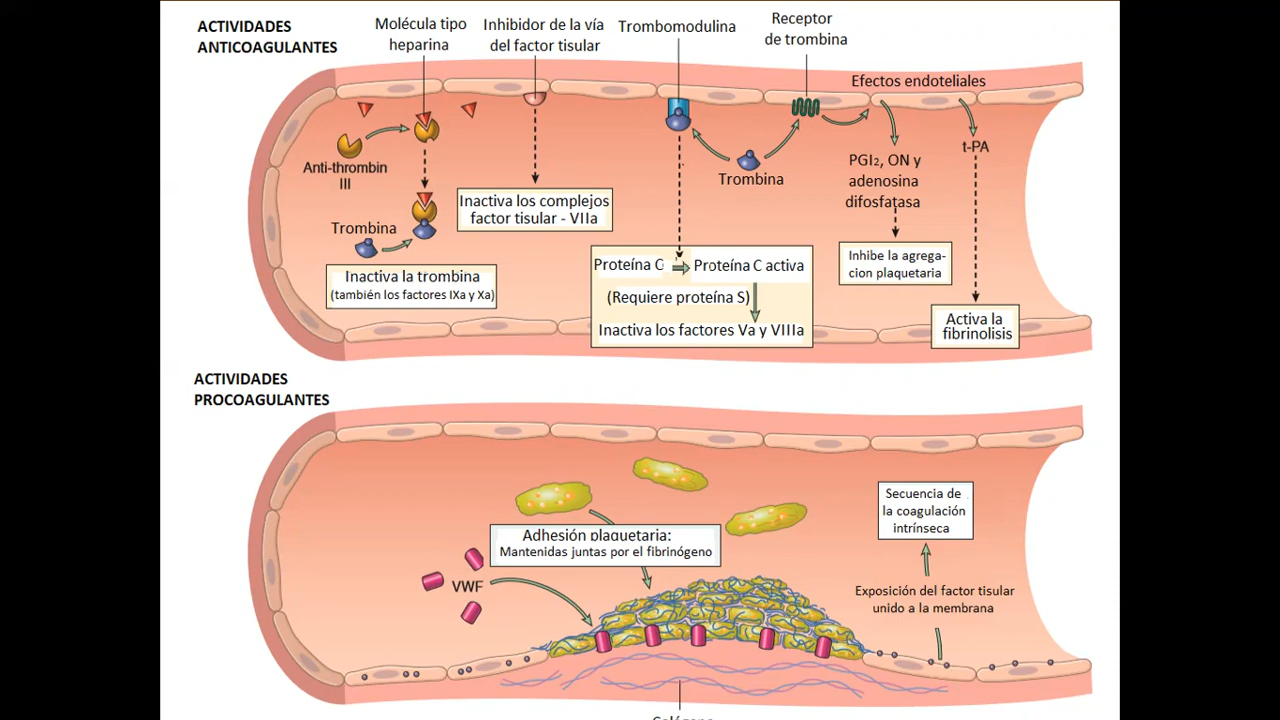 ACTIVIDADES
ANTICOAGULANTES
Molécula tipo
heparina
Inhibidor de la vía
del factor tisular
Trombomodulina
Receptor
de trombina
Efectos endoteliales
Anti-thrombin
III
Trombina
Inactiva la trombina
(también los factores IXa y Xa)
Inactiva los complejos
factor tisular - VIIa
Trombina
Proteína C
Proteína C activa
(Requiere proteína S)
Inactiva los factores Va y VIIIa
PGI2, ON y
adenosina
difosfatasa
Inhibe la agrega-
cion plaquetaria
t-PA
Activa la
fibrinolisis
ACTIVIDADES
PROCOAGULANTES
Adhesión plaquetaria:
Mantenidas juntas por el fibrinógeno
VWF
Secuencia de
la coagulación
intrínseca
Exposición del factor tisular
unido a la membrana